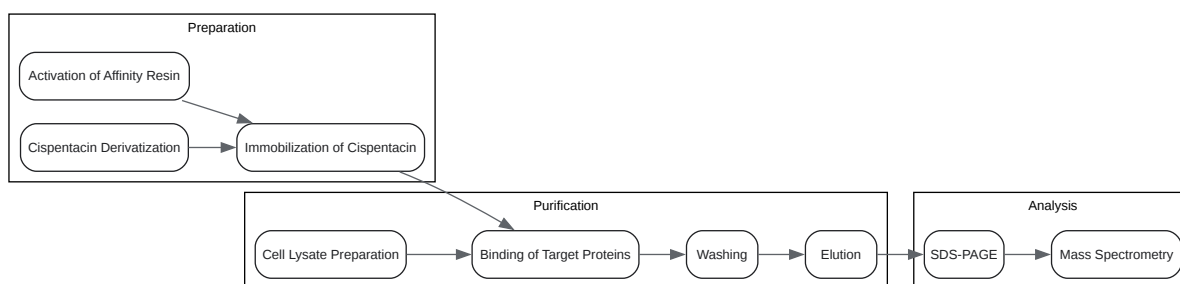 Preparation
Activation of Affinity Resin
Cispentacin Derivatization
Immobilization of Cispentacin
Purification
Cell Lysate Preparation
Binding of Target Proteins
Washing
Elution
Analysis
SDS-PAGE
Mass Spectrometry